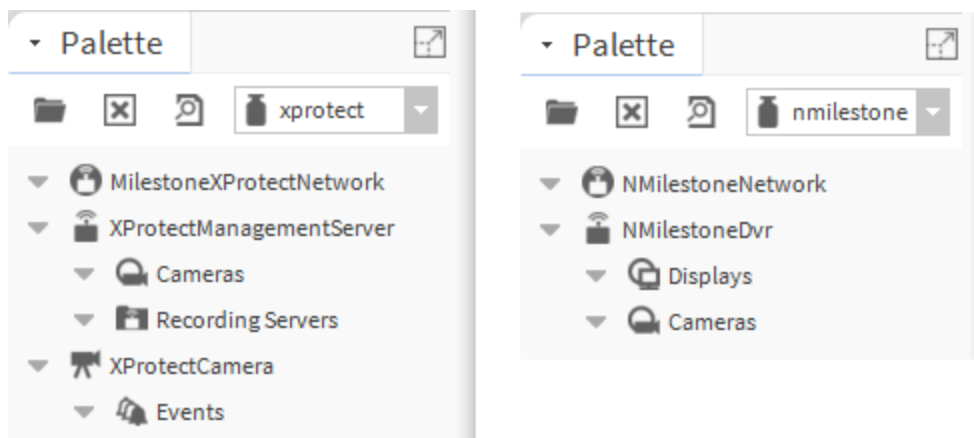 Palette
xprotect
MilestoneXProtectNetwork
XProtectManagementServer
Cameras
Recording Servers
XProtectCamera
Events
Palette
nmilestone
NMilestoneNetwork
NMilestoneDvr
Displays
Cameras